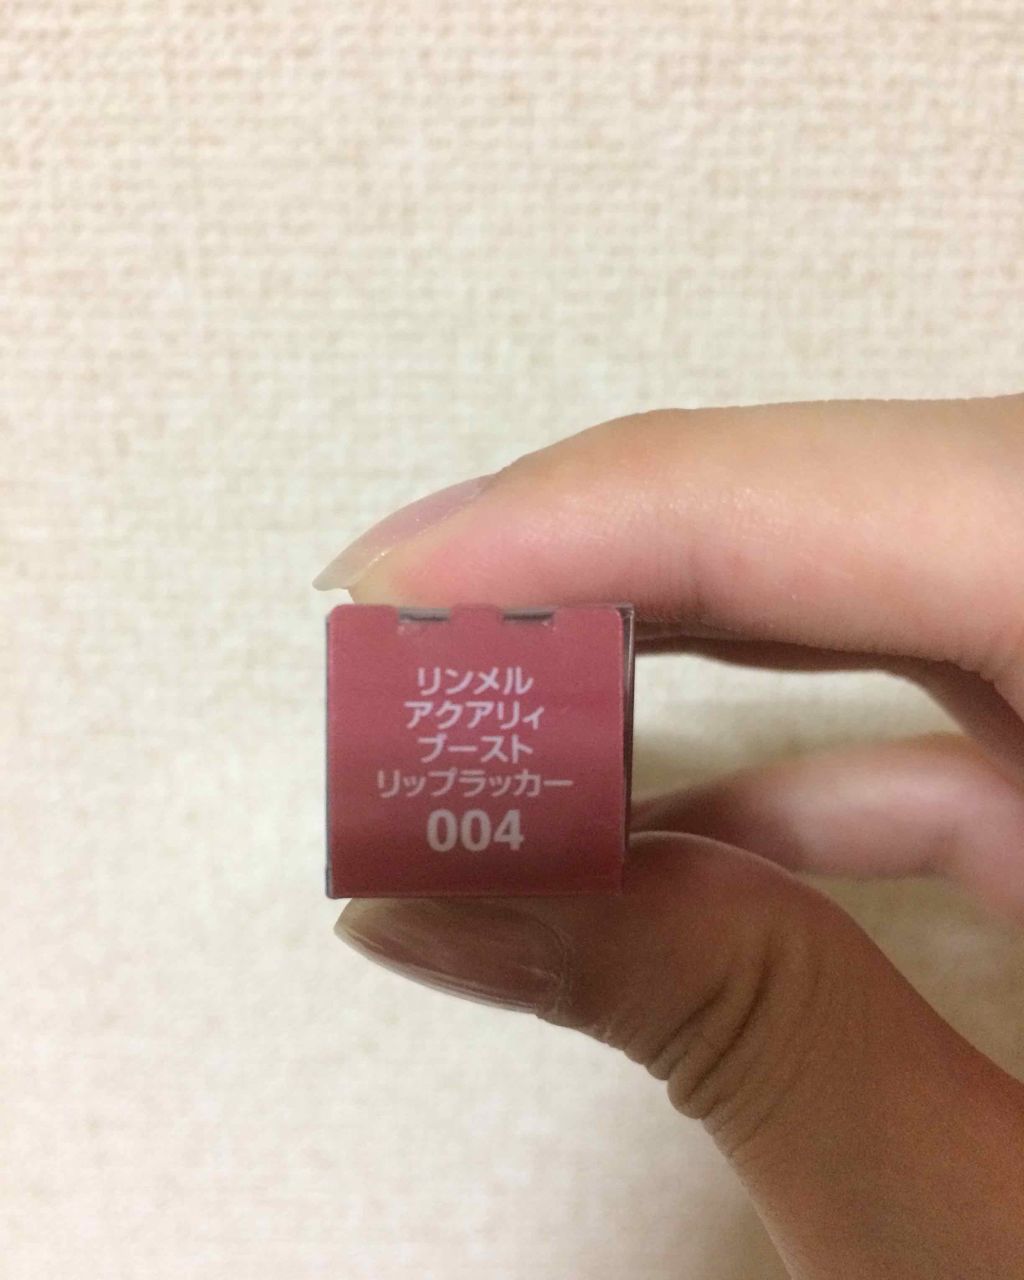 リンメル
アクアリィ
ブースト
リップラッカー
004